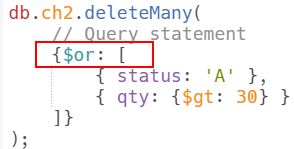 db.ch2.deleteMany(
// Query statement
{$or: [
{ status: 'A' },
{ qty: {$gt: 30} }
]}
);